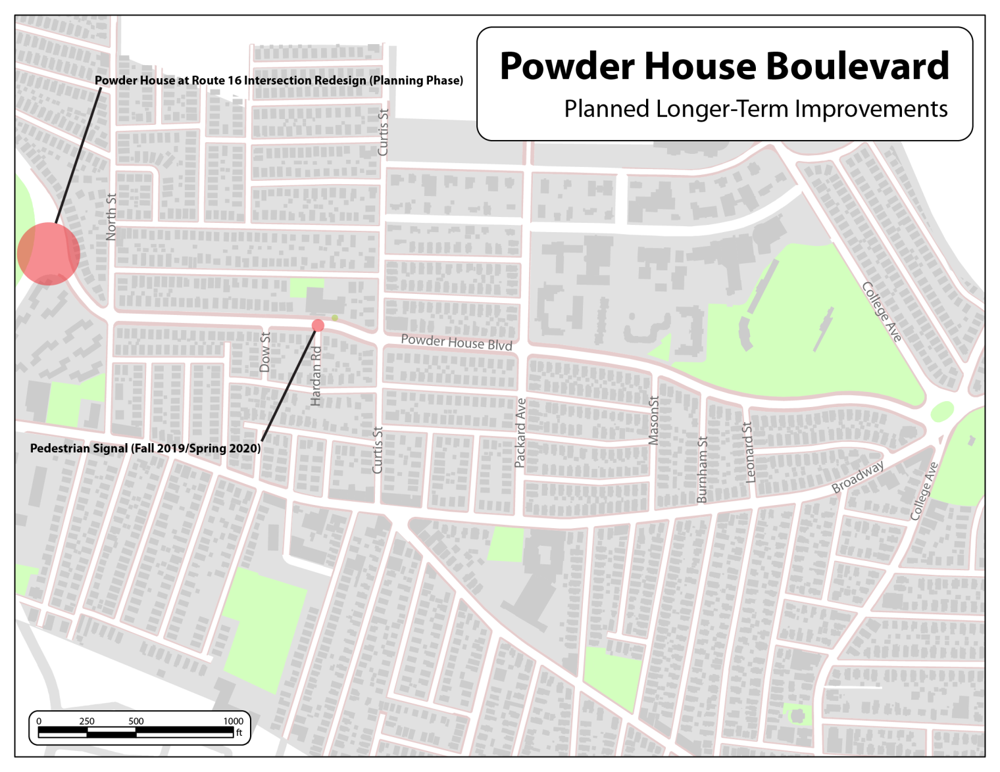 Powder House Boulevard
Planned Longer-Term Improvements
Powder House at Route 16 Intersection Redesign (Planning Phase)
Curtis St
North St
College Ave
Powder House Blvd
Dow St
Hardan Rd
MasonSt
Packard Ave
Curtis St
Burnham St
Leonard St
Broadway
College Ave
Pedestrian Signal (Fall 2019/Spring 2020)
0 250 500 1000
ft